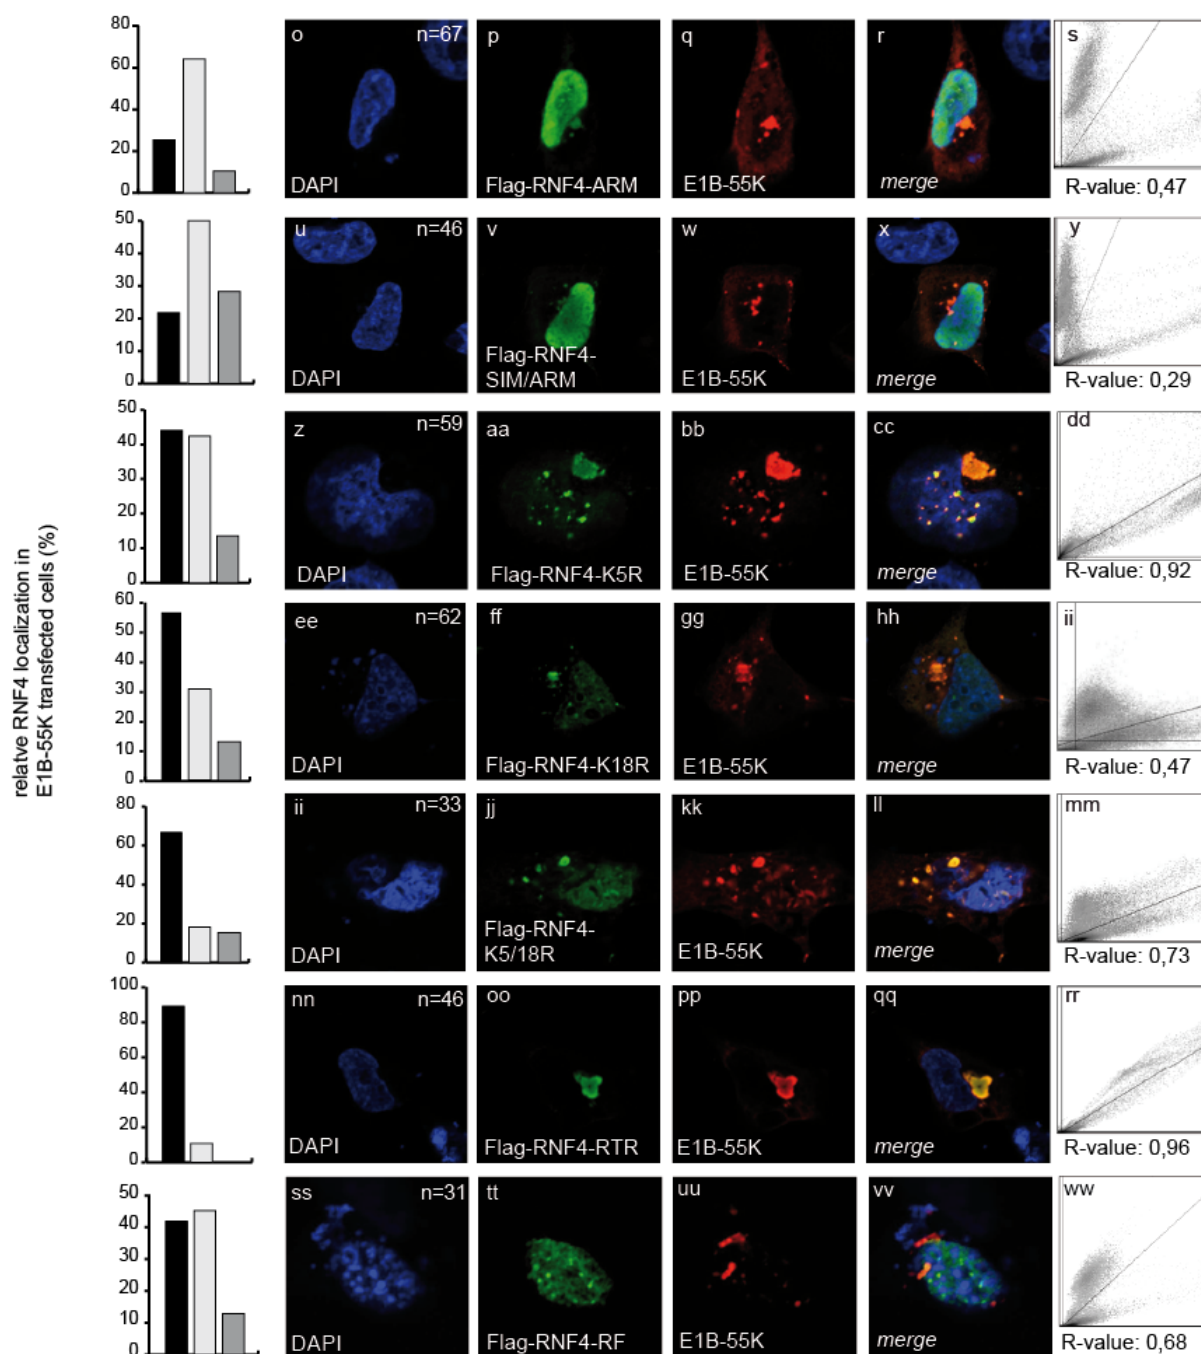 relatve RNF4 localization in
E1B-55K transfected cells (%)
80
60
40
20
0
o n=67
DAPI
p
Flag-RNF4-ARM
q
E1B-55K
r
merge
s
R-value: 0,47
50
40
30
20
10
0
u n=46
DAPI
v
Flag-RNF4-
SIM/ARM
w
E1B-55K
x
merge
y
R-value: 0,29
50
40
30
20
10
0
z n=59
DAPI
aa
Flag-RNF4-K5R
bb
E1B-55K
cc
merge
dd
R-value: 0,92
60
50
40
30
20
10
0
ee n=62
DAPI
ff
Flag-RNF4-K18R
gg
E1B-55K
hh
merge
ii
R-value: 0,47
80
60
40
20
0
ii n=33
DAPI
jj
Flag-RNF4-
K5/18R
kk
E1B-55K
ll
merge
mm
R-value: 0,73
100
80
60
40
20
0
nn n=46
DAPI
oo
Flag-RNF4-RTR
pp
E1B-55K
qq
merge
rr
R-value: 0,96
50
40
30
20
10
0
ss n=31
DAPI
tt
Flag-RNF4-RF
uu
E1B-55K
vv
merge
ww
R-value: 0,68